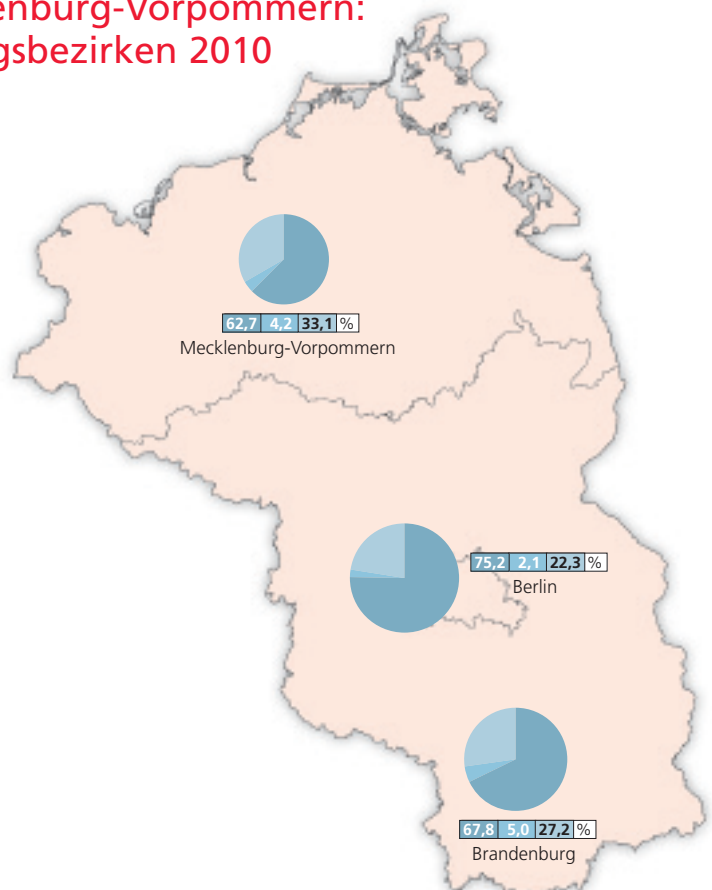 enburg-Vorpommern:
gsbezirken 2010
62,7 4,2 33,1 %
Mecklenburg-Vorpommern
75,2 2,1 22,3 %
Berlin
67,8 5,0 27,2 %
Brandenburg